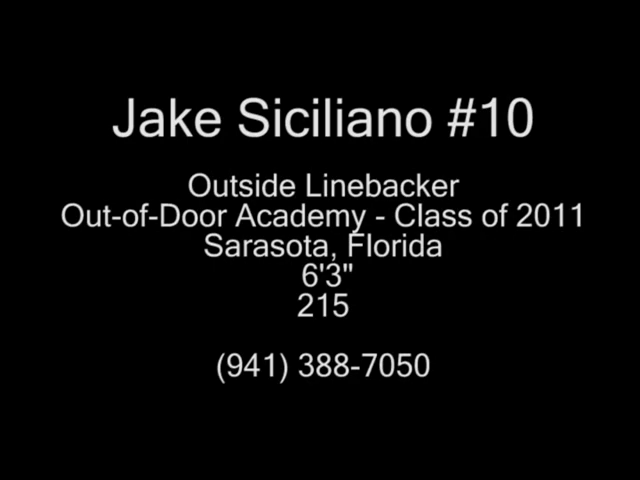 Jake Siciliano #10
Outside Linebacker
Out-of-Door Academy - Class of 2011
Sarasota, Florida
6'3"
215
(941) 388-7050